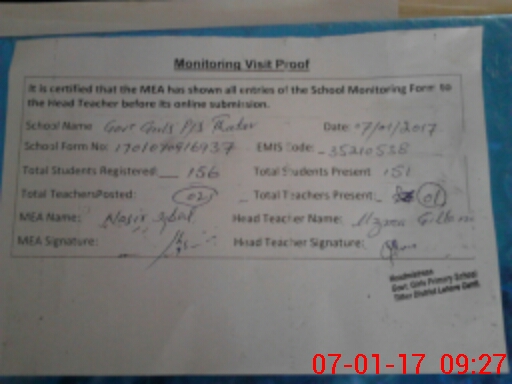 Monitoring Visit Proof
It is certified that the MEA has shown all entries of the School Monitoring Form to
the Head Teacher before its online submission.
School Name Govt Girls P/S Date: 07/01/2017
School Form No: EMIS Code: 35210538
Total Students Registered: 156 Total Students Present 151
Total TeachersPosted: 02 Total Teachers Present: 01
MEA Name: Nasir Iqbal Head Teacher Name:
MEA Signature: Head Teacher Signature:
Headmistress
Govt. Girls Primary School
District Lahore Cantt.
07-01-17 09:27